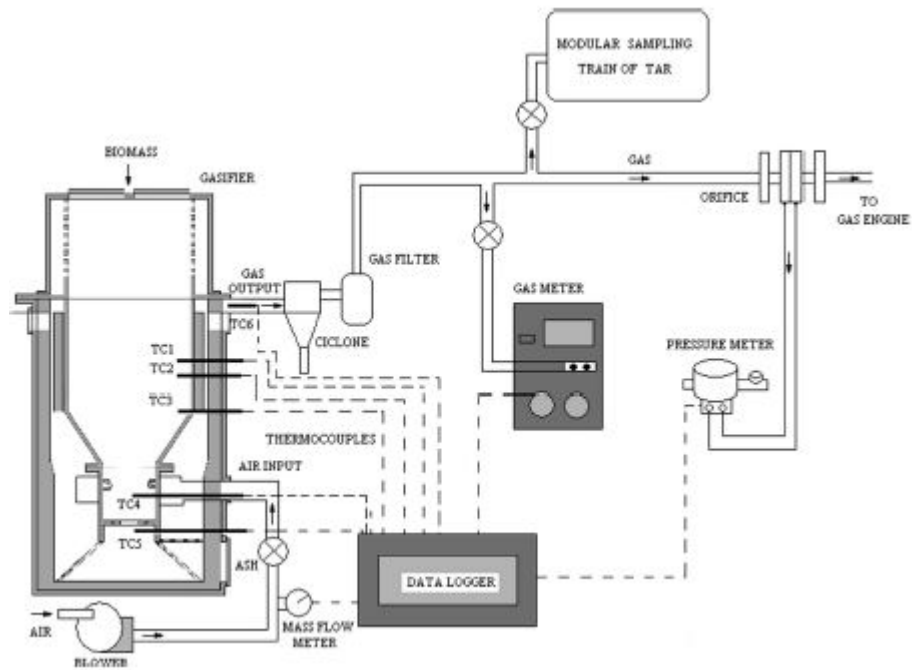 MODULAR SAMPLING
TRAIN OF TAR
BIOMASS
GASIFIER
GAS
ORIFICE
TO
GAS ENGINE
GAS FILTER
GAS
OUTPUT
TC6
CICLONE
GAS METER
PRESSURE METER
TC1
TC2
TC3
THERMOCOUPLES
AIR INPUT
TC4
TC5
ASH
DATA LOGGER
AIR
MASS FLOW
METER
BLOWER